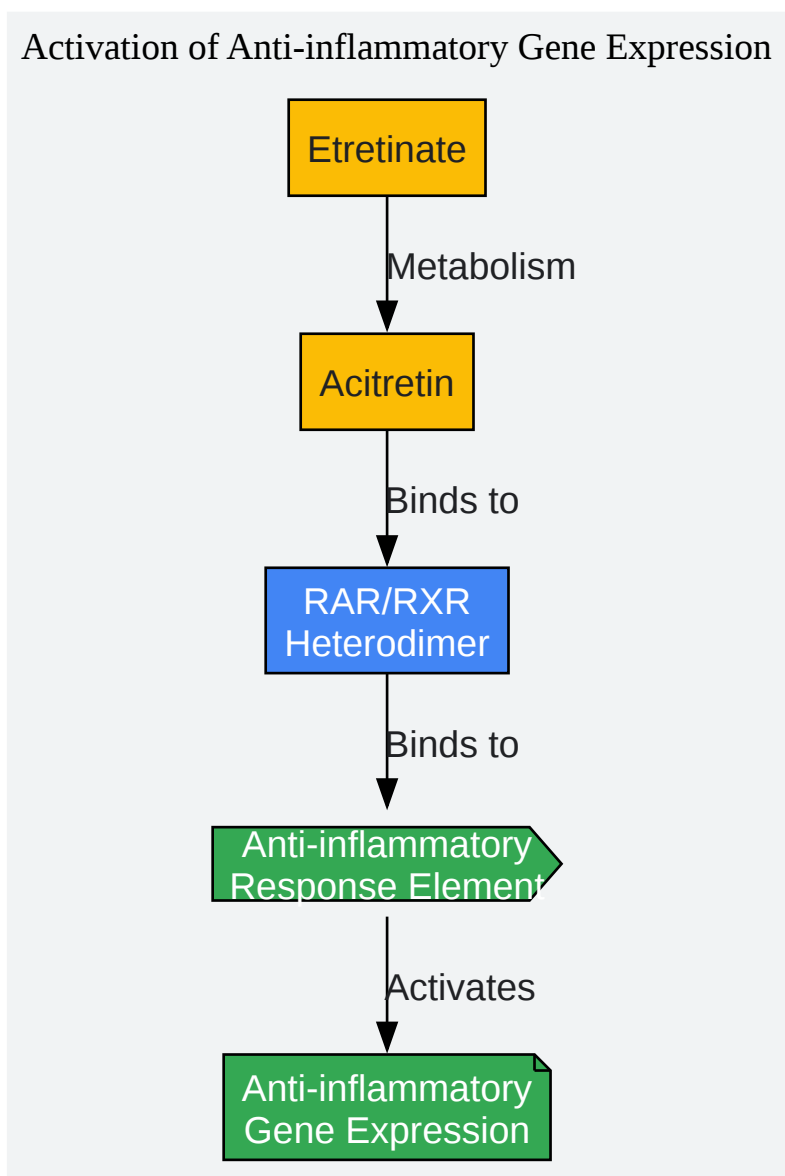 Activation of Anti-inflammatory Gene Expression
Etretinate
Metabolism
Acitretin
Binds to
RAR/RXR
Heterodimer
Binds to
Anti-inflammatory
Response Element
Activates
Anti-inflammatory
Gene Expression